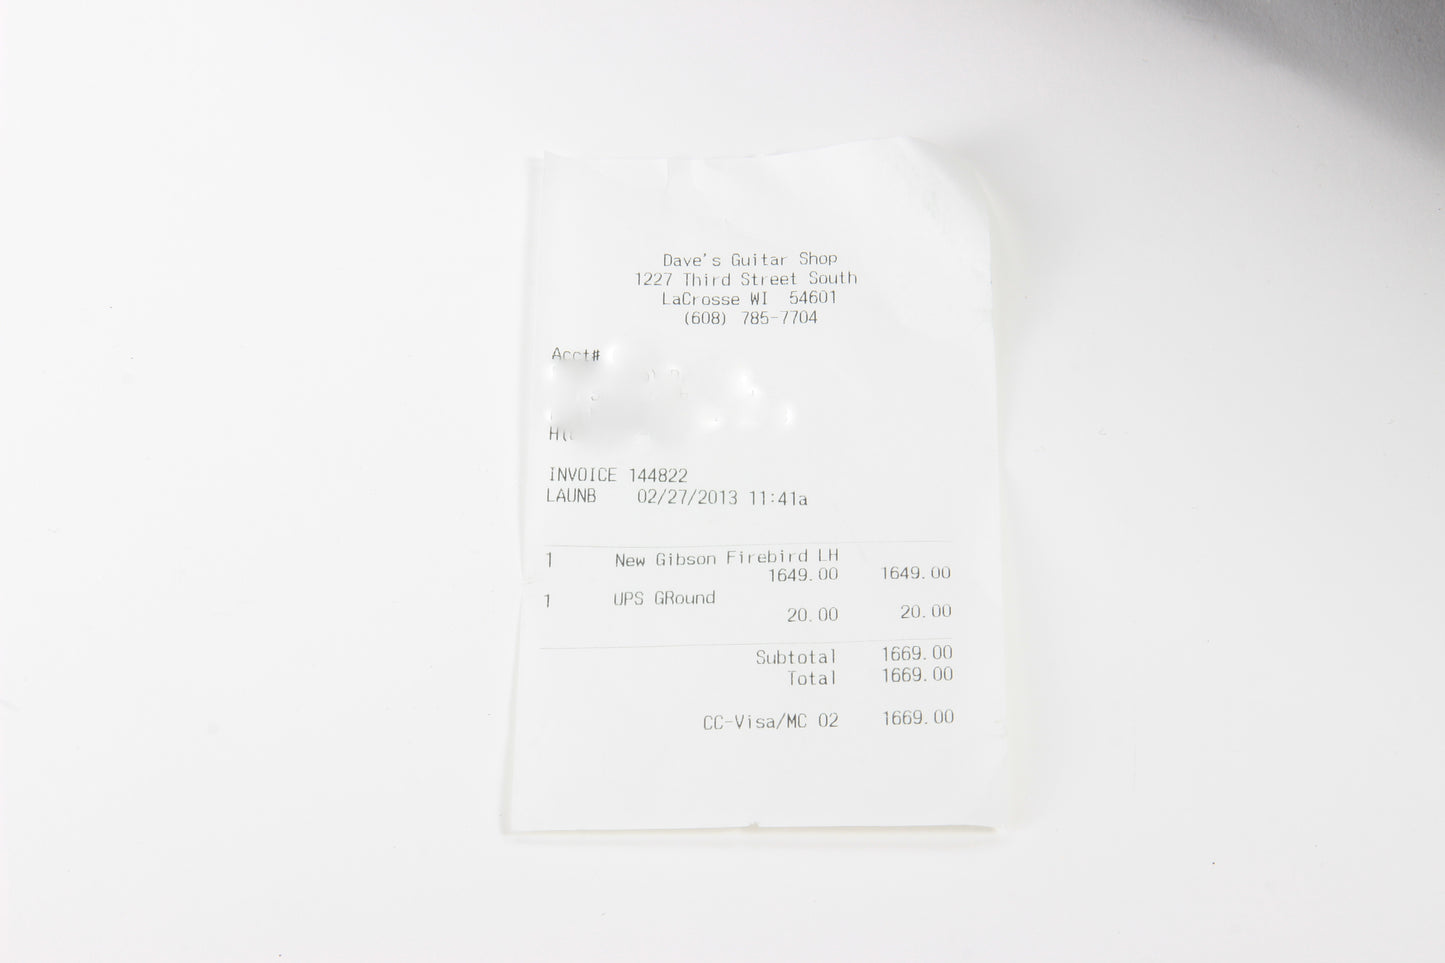 Dave's Guitar Shop
1227 Third Street South
LaCrosse WI 54601
(608) 785-7704
Acct#
INVOICE 144822
LAUNB 02/27/2013 11:41a
1 New Gibson Firebird LH
1649.00 1649.00
1 UPS GRound
20.00 20.00
Subtotal 1669.00
Total 1669.00
CC-Visa/MC 02 1669.00